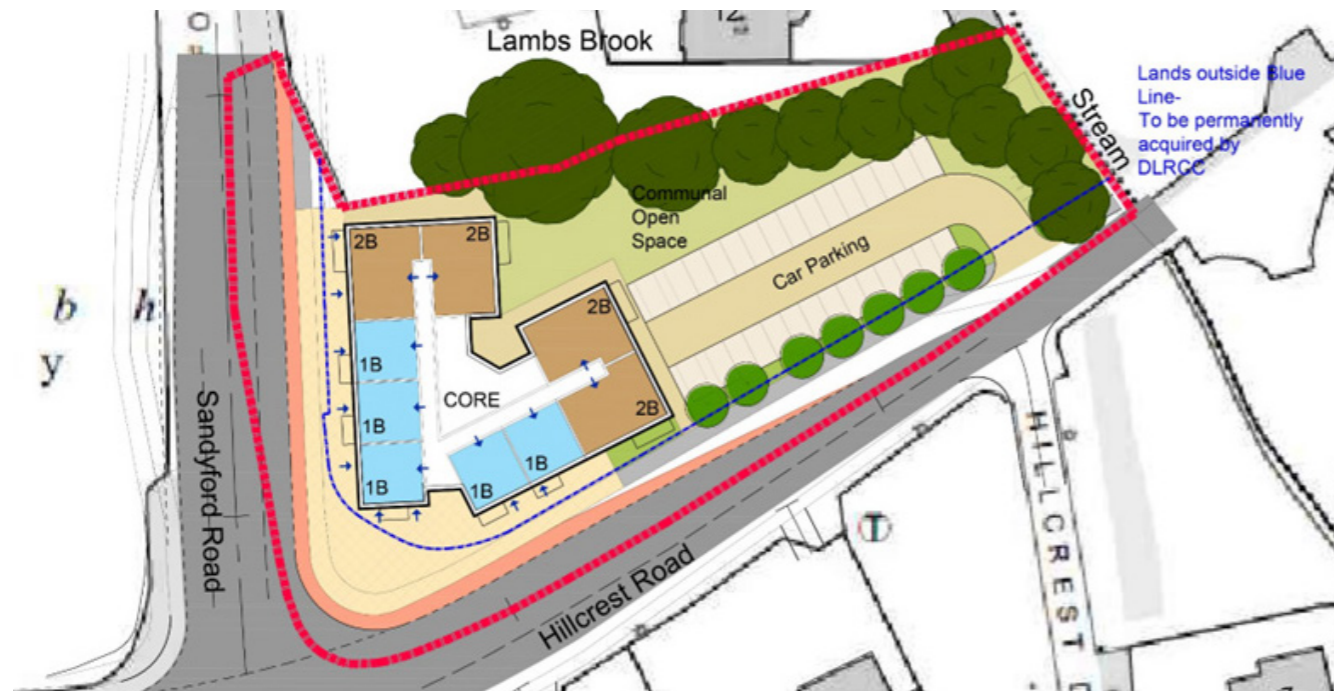 12
Lambs Brook
Lands outside Blue
Line-
To be permanently
acquired by
DLRCC
Stream
Communal
Open
Space
Car Parking
2B
2B
2B
2B
1B
1B
1B
1B
1B
CORE
Sandyford Road
Hillcrest Road
HILLCREST
b h
y
T